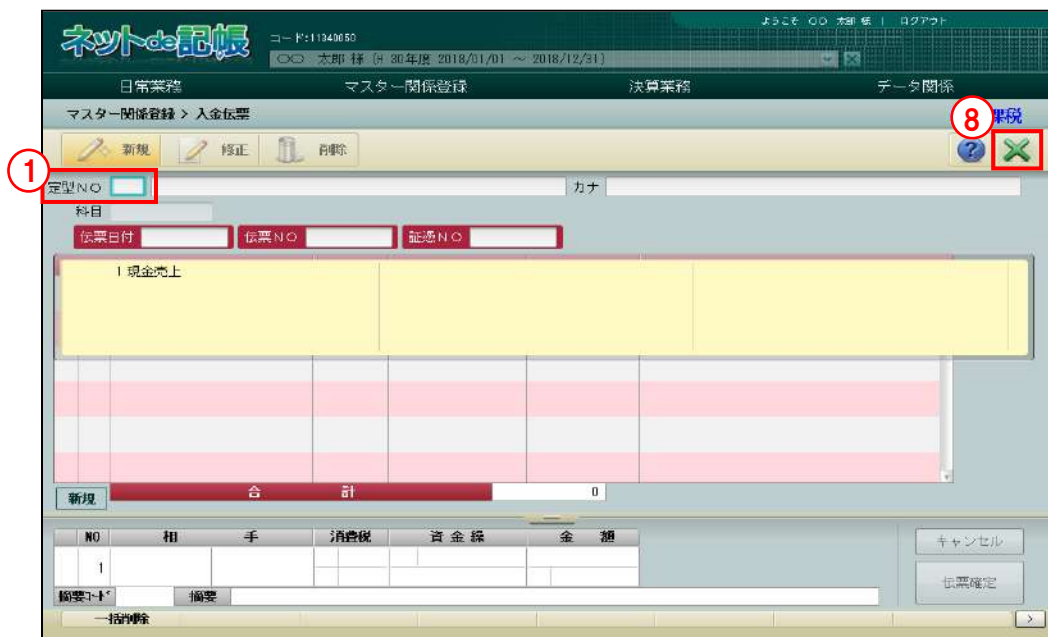 ようこそ 〇〇 太郎 様 | ログアウト
ネットde記帳
コード:11340050
〇〇 太郎 様 (H 30年度 2018/01/01 ～ 2018/12/31)
日常業務 マスター関係登録 決算業務 データ関係
マスター関係登録 > 入金伝票
課税
8
新規 修正 削除
?
1
定型NO カナ
科目
伝票日付 伝票NO 証憑NO
1 現金売上
新規 合 計 0
NO 相 手 消費税 資金繰 金 額
キャンセル
1
伝票確定
摘要コード 摘要
一括削除
>